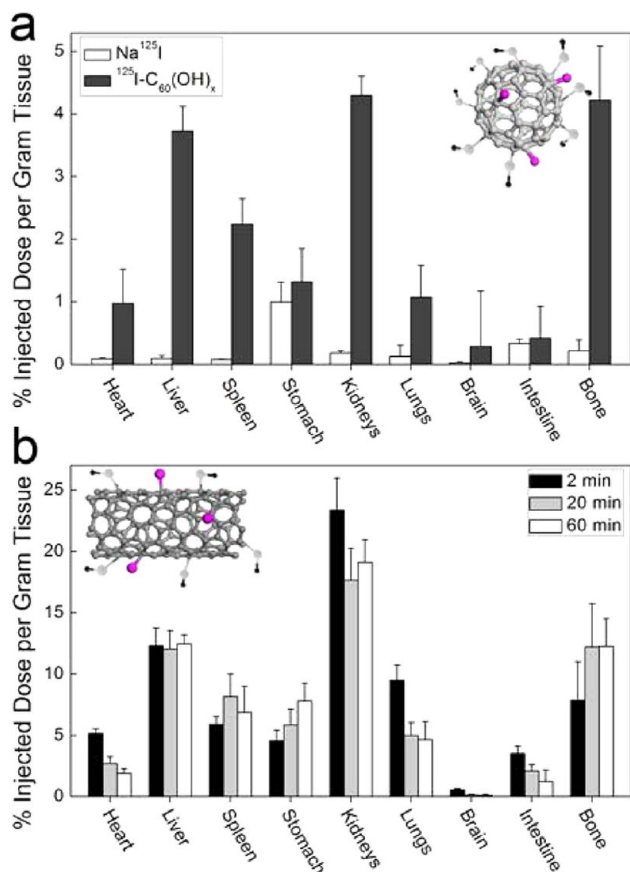 a
% Injected Dose per Gram Tissue
5
4
3
2
1
0
Na¹²⁵I
¹²⁵I-C₆₀(OH)ₓ
Heart
Liver
Spleen
Stomach
Kidneys
Lungs
Brain
Intestine
Bone
b
% Injected Dose per Gram Tissue
25
20
15
10
5
0
2 min
20 min
60 min
Heart
Liver
Spleen
Stomach
Kidneys
Lungs
Brain
Intestine
Bone